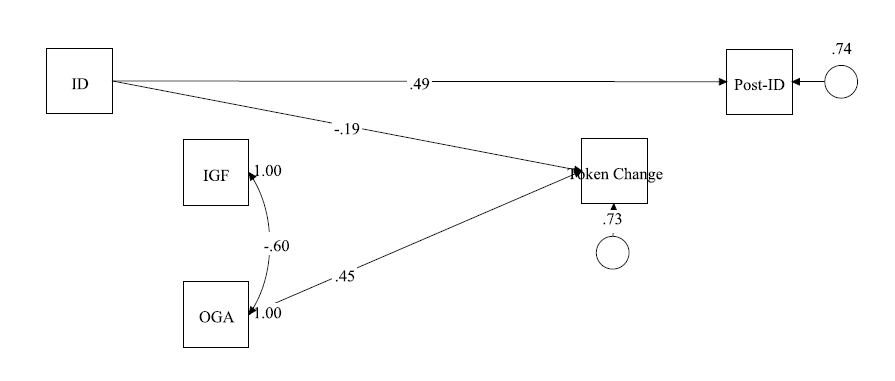 .74
ID
Post-ID
.49
-.19
IGF
1.00
Token Change
.73
-.60
.45
OGA
1.00